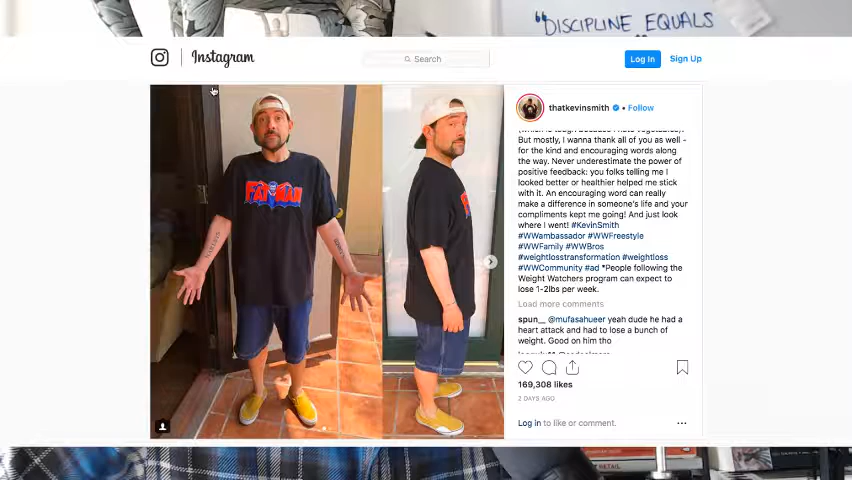 "DISCIPLINE EQUALS
Instagram
Search
Log In
Sign Up
thatkevinsmith • Follow
But mostly, I wanna thank all of you as well -
for the kind and encouraging words along
the way. Never underestimate the power of
positive feedback: you folks telling me I
looked better or healthier helped me stick
with it. An encouraging word can really
make a difference in someone's life and your
compliments kept me going! And just look
where I went! #KevinSmith
#WWambassador #WWFreestyle
#WWFamily #WWBros
#weightlosstransformation #weightloss
#WWCommunity #ad *People following the
Weight Watchers program can expect to
lose 1-2lbs per week.
Load more comments
spun__ @mufasahueer yeah dude he had a
heart attack and had to lose a bunch of
weight. Good on him tho
169,308 likes
2 DAYS AGO
Log in to like or comment.
FATMAN
RETAIL